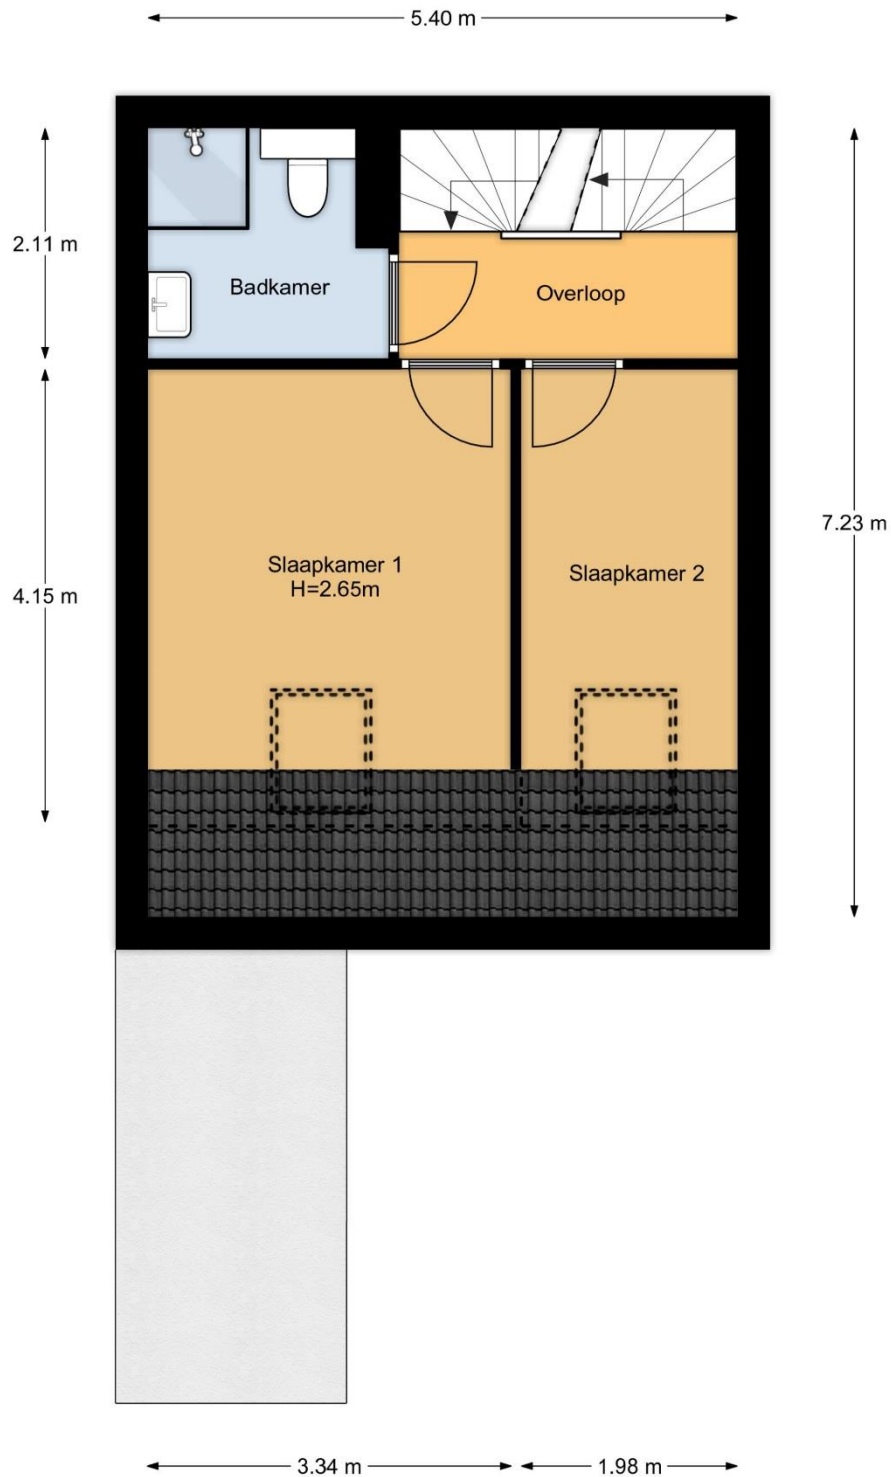 5.40 m
2.11 m
Badkamer
Overloop
7.23 m
4.15 m
Slaapkamer 1
H=2.65m
Slaapkamer 2
3.34 m
1.98 m